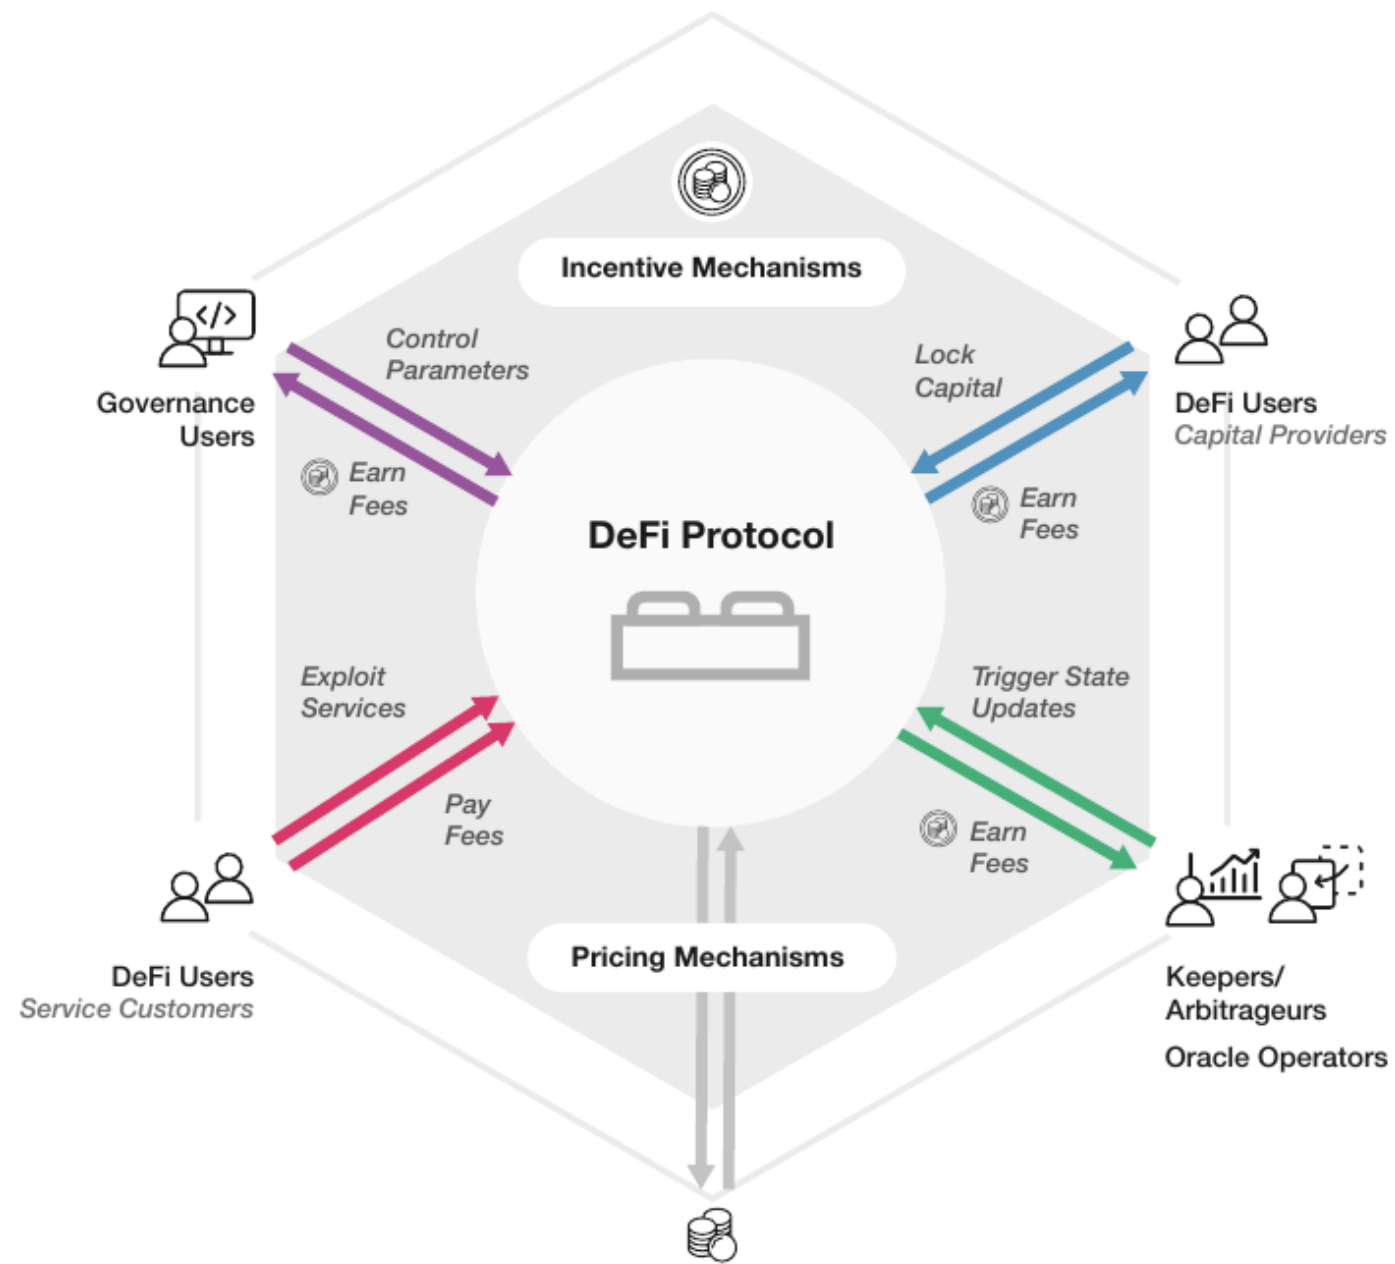 Incentive Mechanisms
</>
Control
Parameters
Lock
Capital
Governance
Users
DeFi Users
Capital Providers
Earn
Fees
Earn
Fees
DeFi Protocol
Exploit
Services
Trigger State
Updates
Pay
Fees
Earn
Fees
Pricing Mechanisms
DeFi Users
Service Customers
Keepers/
Arbitrageurs
Oracle Operators